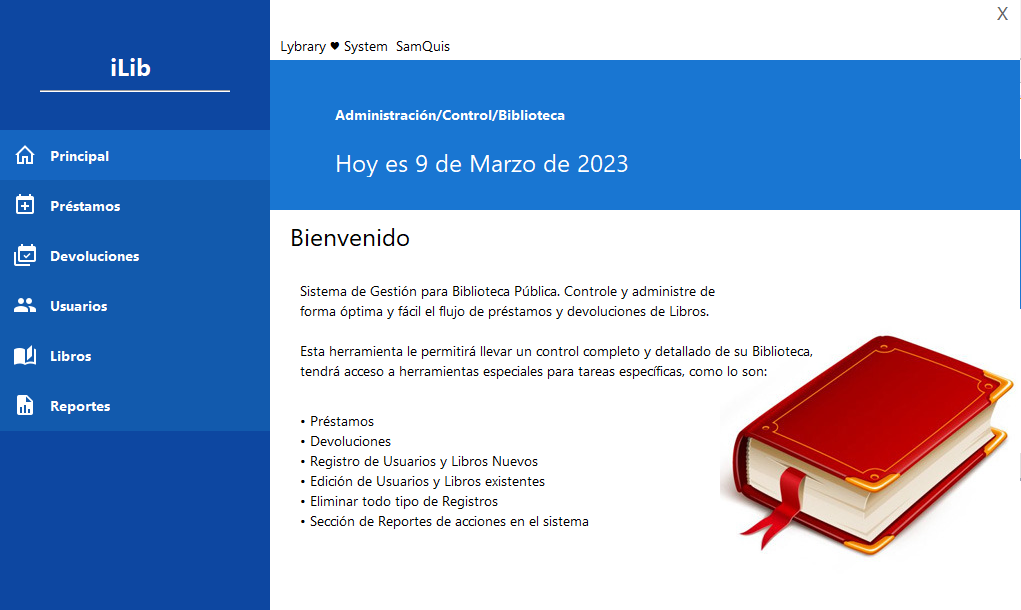 X
Lybrary ♥ System SamQuis
iLib
Administración/Control/Biblioteca
Hoy es 9 de Marzo de 2023
Principal
Préstamos
Devoluciones
Usuarios
Libros
Reportes
Bienvenido
Sistema de Gestión para Biblioteca Pública. Controle y administre de
forma óptima y fácil el flujo de préstamos y devoluciones de Libros.
Esta herramienta le permitirá llevar un control completo y detallado de su Biblioteca,
tendrá acceso a herramientas especiales para tareas específicas, como lo son:
• Préstamos
• Devoluciones
• Registro de Usuarios y Libros Nuevos
• Edición de Usuarios y Libros existentes
• Eliminar todo tipo de Registros
• Sección de Reportes de acciones en el sistema